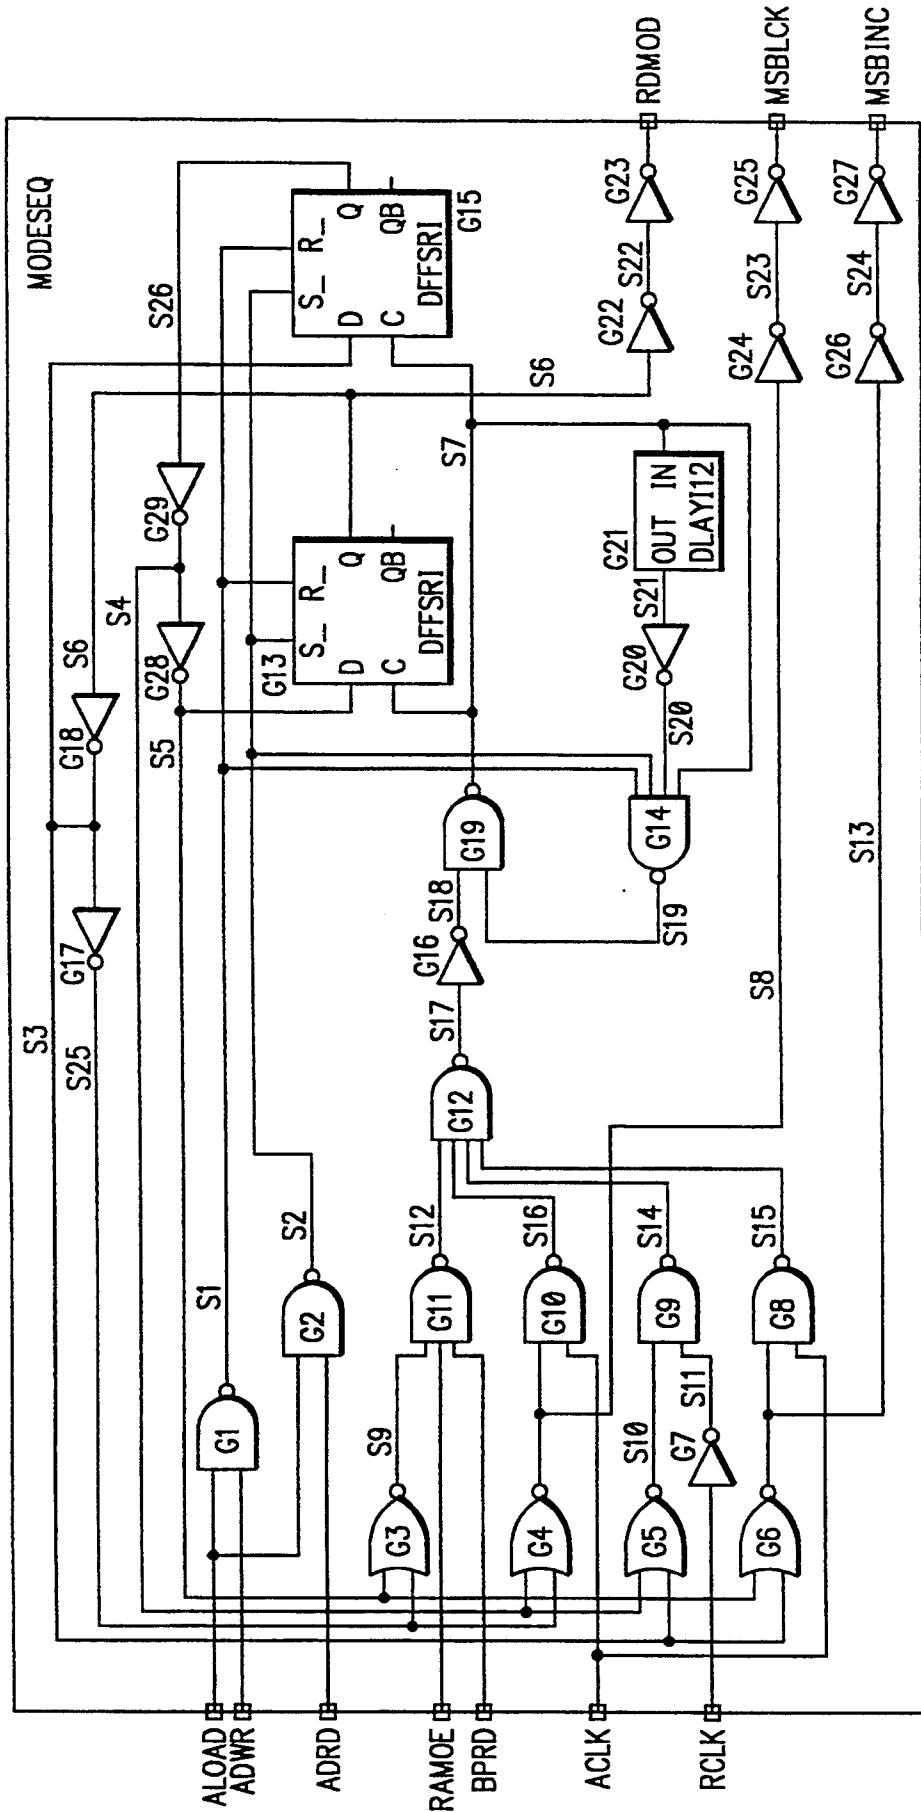 MODESEQ
S3
S25
G17
G18
S6
S4
S5
G28
G29
S26
S1
S2
G1
G2
G13
S_
R_
D
Q
C
QB
DFFSRI
S_
R_
D
Q
C
QB
DFFSRI
G15
ALOAD
ADWR
ADRD
RAMOE
BPRD
ACLK
RCLK
G3
S9
G11
S12
G4
G10
S16
G5
S10
G7
S11
G9
S14
G6
G8
S15
G12
S17
G16
S18
G19
S7
S19
G14
S20
G20
S21
G21
OUT
IN
DLAYI12
S6
G22
S22
G23
RDMOD
S8
G24
S23
G25
MSBLCK
S13
G26
S24
G27
MSBINC